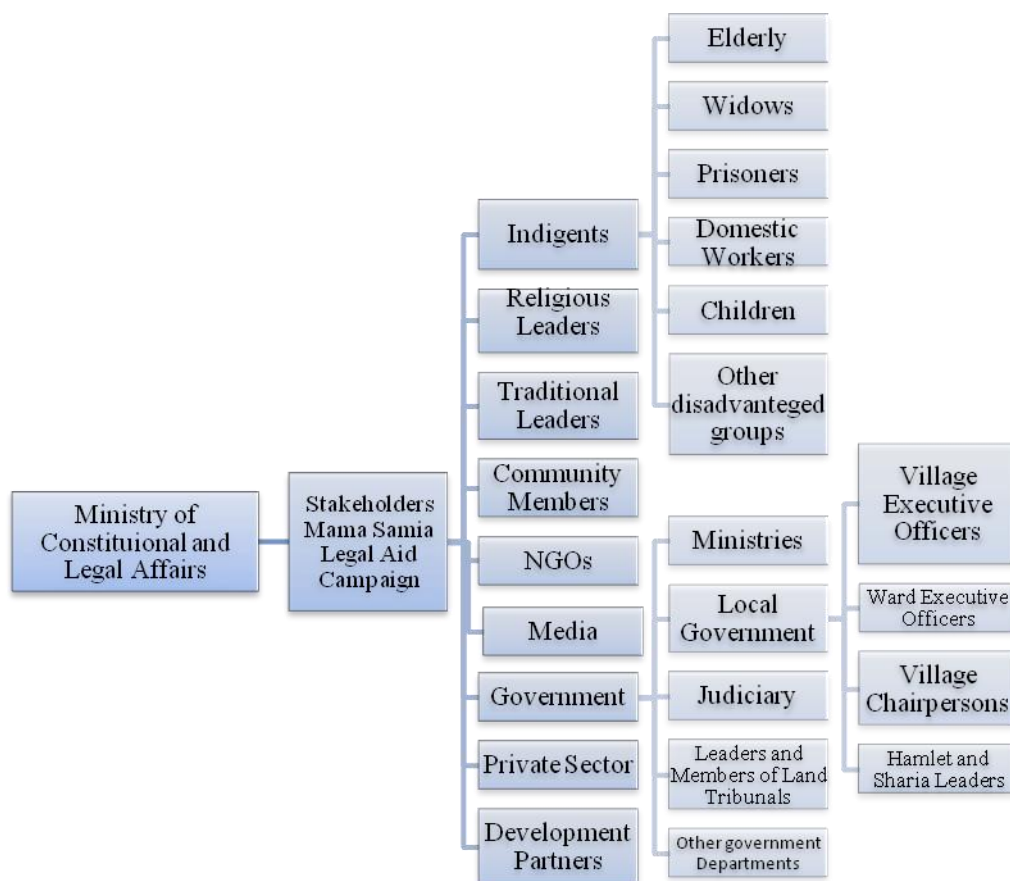 Ministry of
Constituional and
Legal Affairs
Stakeholders
Mama Samia
Legal Aid
Campaign
Indigents
Religious
Leaders
Traditional
Leaders
Community
Members
NGOs
Media
Government
Private Sector
Development
Partners
Elderly
Widows
Prisoners
Domestic
Workers
Children
Other
disadvanteged
groups
Ministries
Local
Government
Judiciary
Leaders and
Members of Land
Tribunals
Other government
Departments
Village
Executive
Officers
Ward Executive
Officers
Village
Chairpersons
Hamlet and
Sharia Leaders